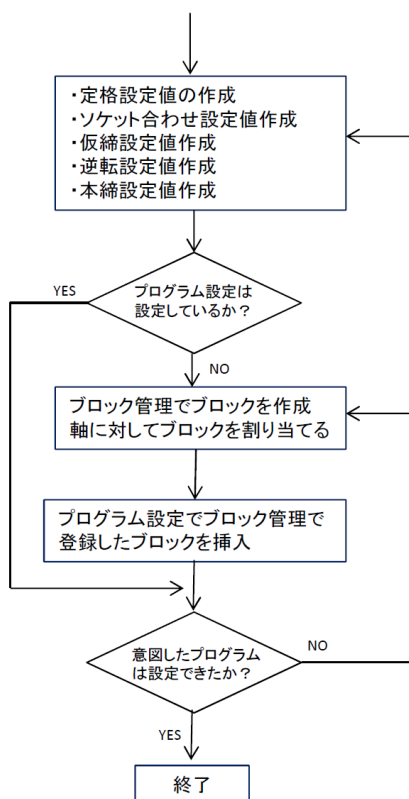 ・定格設定値の作成
・ソケット合わせ設定値作成
・仮締設定値作成
・逆転設定値作成
・本締設定値作成
YES
プログラム設定は
設定しているか？
NO
ブロック管理でブロックを作成
軸に対してブロックを割り当てる
プログラム設定でブロック管理で
登録したブロックを挿入
意図したプログラム
は設定できたか？
NO
YES
終了